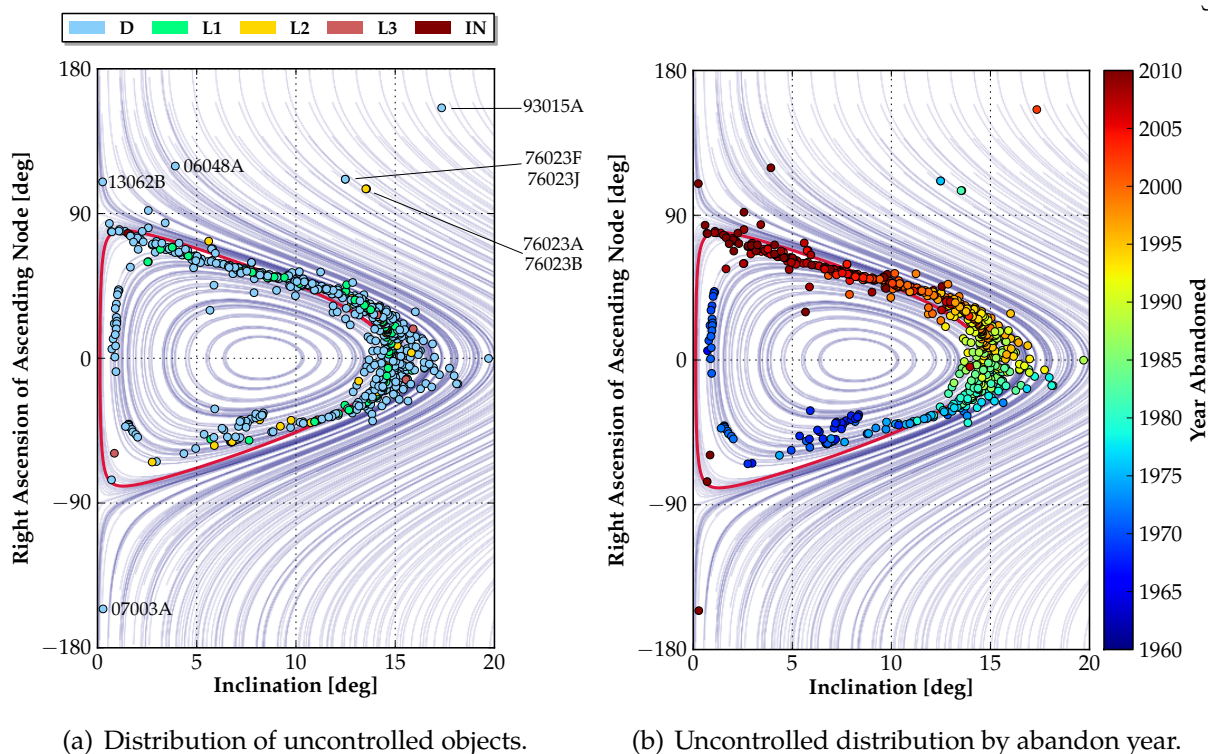 D L1 L2 L3 IN
180
90
0
−90
−180
Right Ascension of Ascending Node [deg]
93015A
76023F
76023J
06048A
13062B
76023A
76023B
07003A
0 5 10 15 20
Inclination [deg]
(a) Distribution of uncontrolled objects.
180
90
0
−90
−180
Right Ascension of Ascending Node [deg]
0 5 10 15 20
Inclination [deg]
2010
2005
2000
1995
1990
1985
1980
1975
1970
1965
1960
Year Abandoned
(b) Uncontrolled distribution by abandon year.